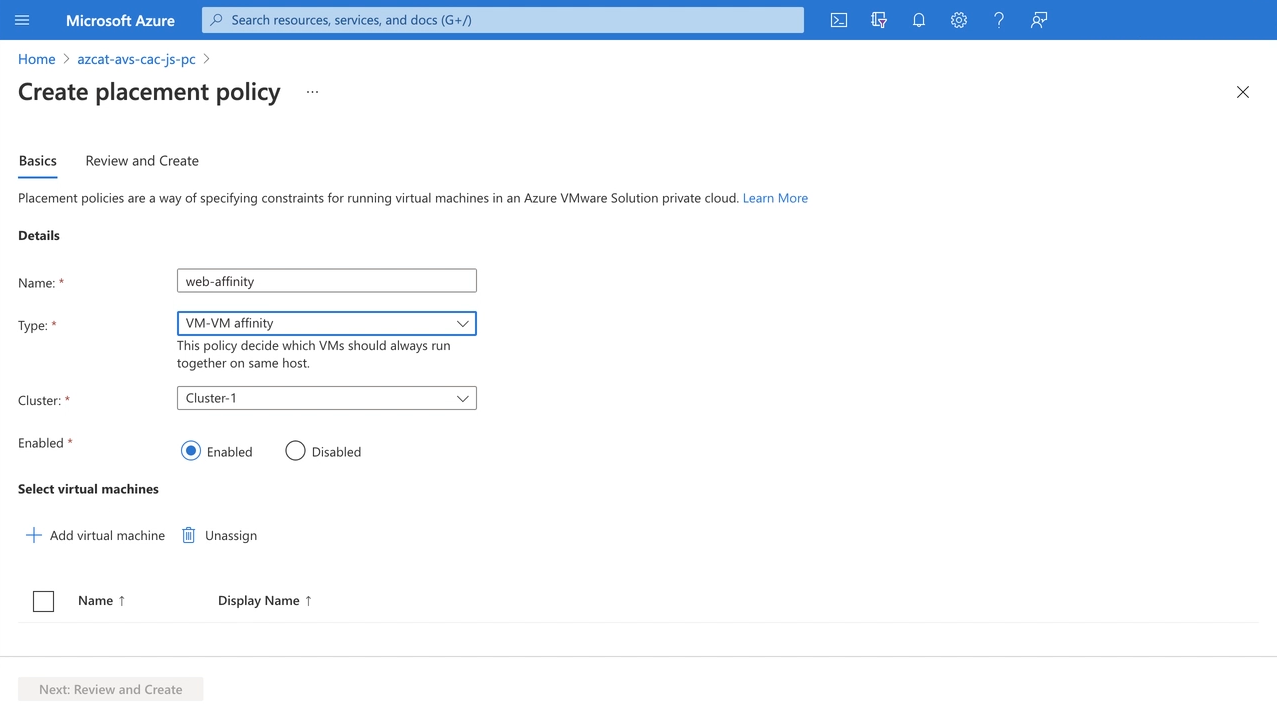 Microsoft Azure
Search resources, services, and docs (G+/)
Home > azcat-avs-cac-js-pc >
Create placement policy ...
Basics Review and Create
Placement policies are a way of specifying constraints for running virtual machines in an Azure VMware Solution private cloud. Learn More
Details
Name: * web-affinity
Type: * VM-VM affinity
This policy decide which VMs should always run
together on same host.
Cluster: * Cluster-1
Enabled * Enabled Disabled
Select virtual machines
Add virtual machine Unassign
Name ↑ Display Name ↑
Next: Review and Create